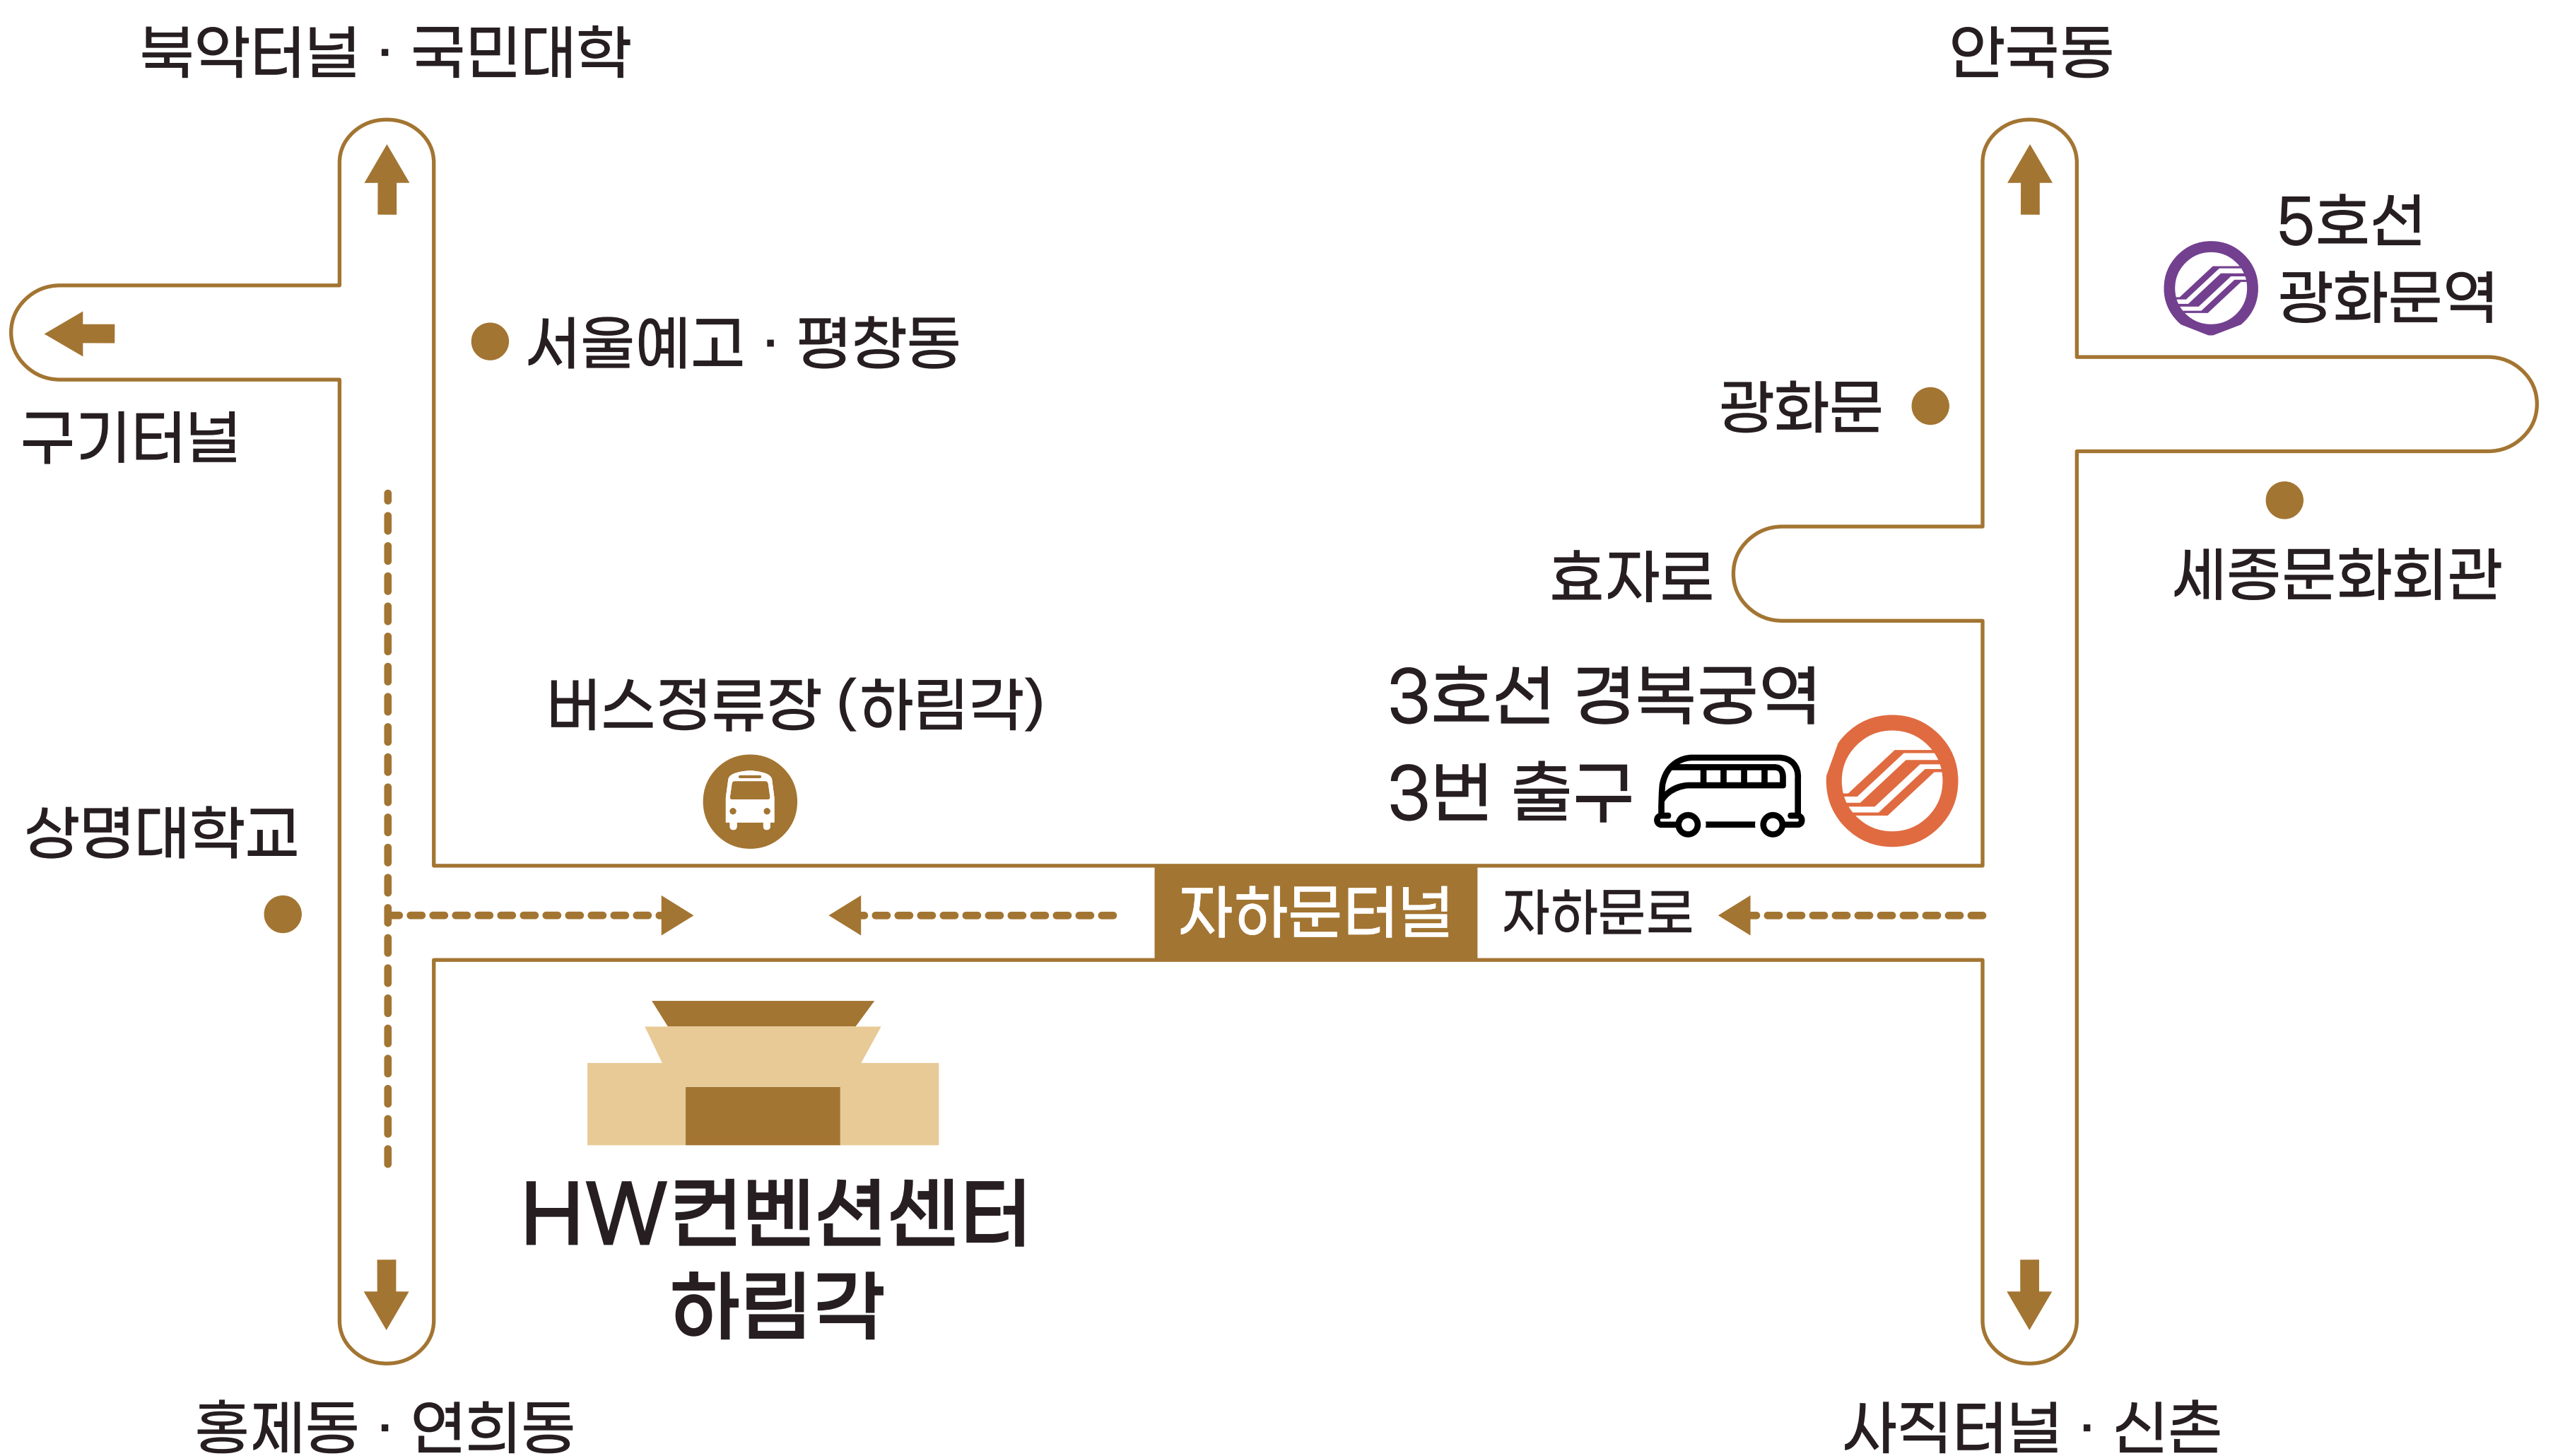 북악터널 · 국민대학
안국동
5호선
광화문역
서울예고 · 평창동
광화문
구기터널
효자로
세종문화회관
버스정류장 (하림각)
3호선 경복궁역
3번 출구
상명대학교
자하문터널
자하문로
HW컨벤션센터
하림각
홍제동 · 연희동
사직터널 · 신촌